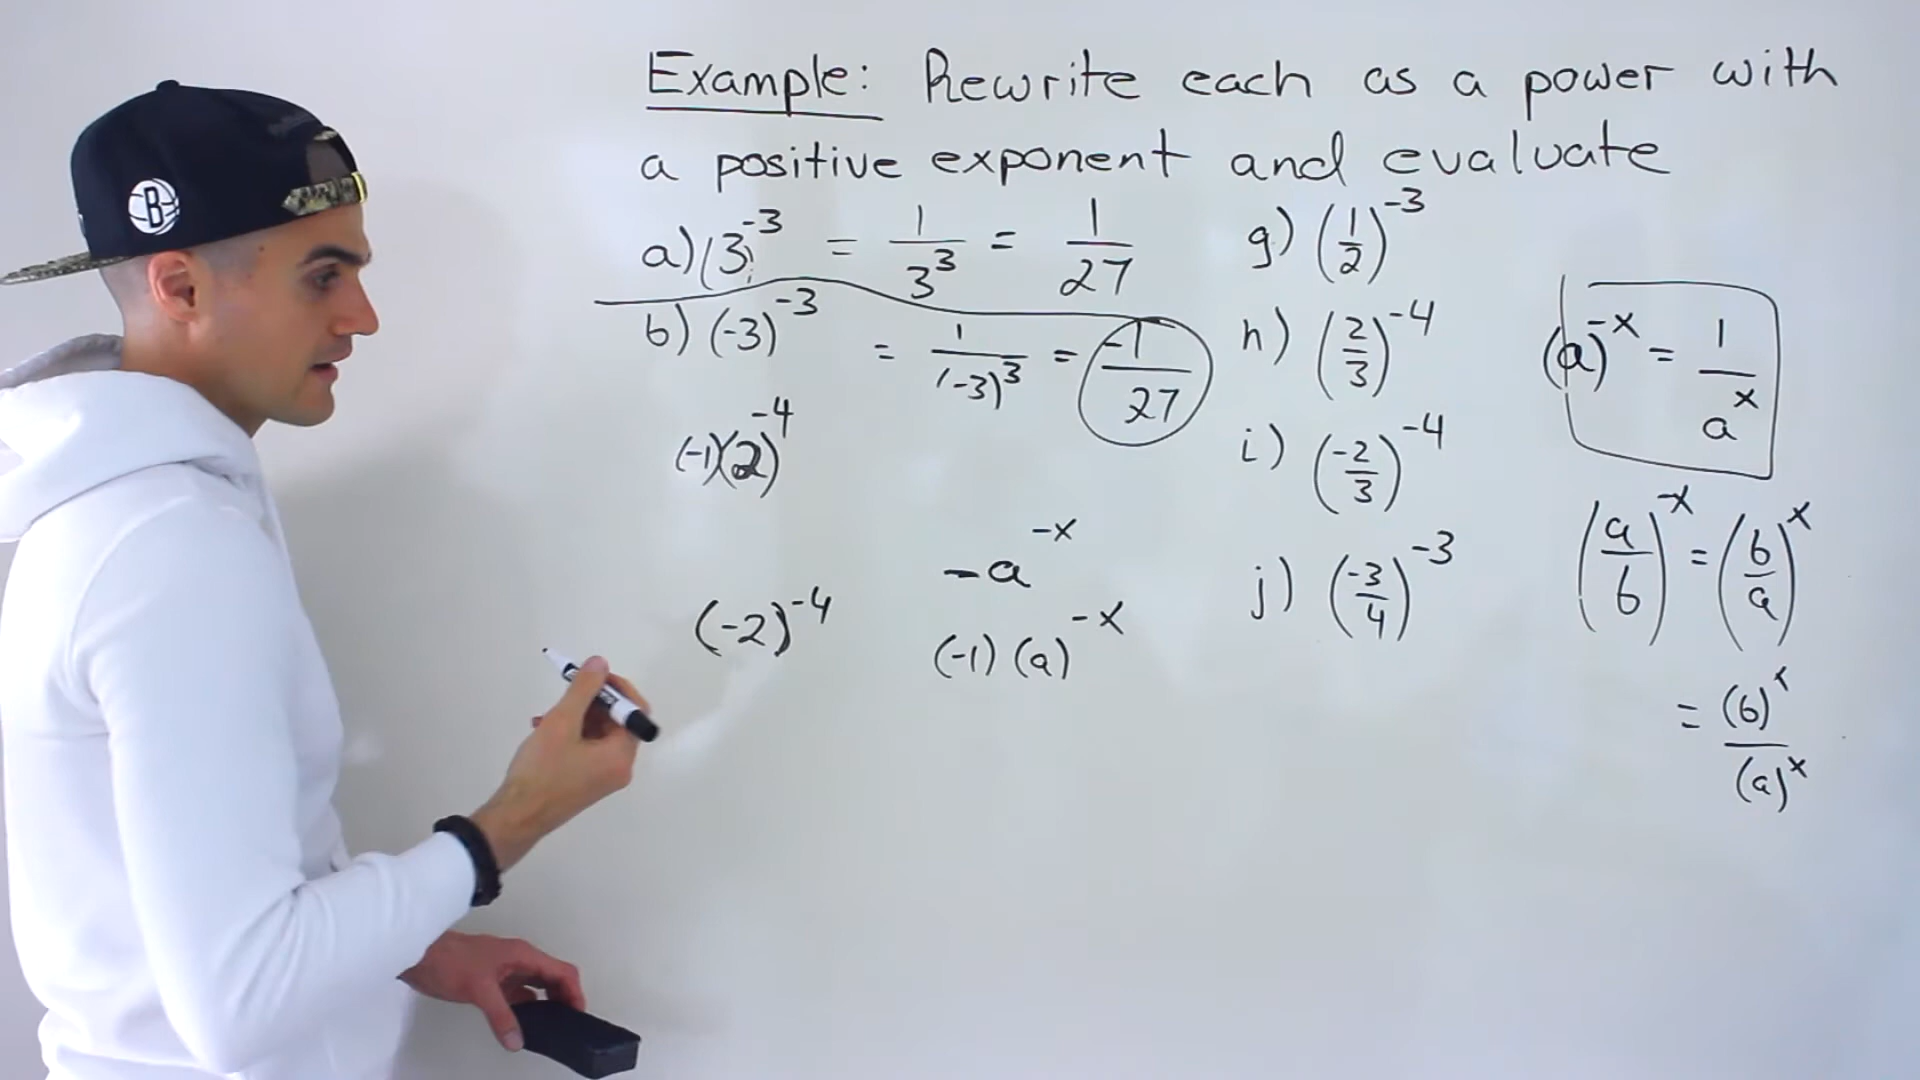 Example: Rewrite each as a power with
a positive exponent and evaluate
a) (3)^-3 = 1/3^3 = 1/27
b) (-3)^-3 = 1/(-3)^3 = -1/27
(-1)(2)^-4
(-2)^-4
-a^-x
(-1)(a)^-x
g) (1/2)^-3
h) (2/3)^-4
i) (-2/3)^-4
j) (-3/4)^-3
(a)^-x = 1/a^x
(a/b)^-x = (b/a)^x
= (b)^x/(a)^x
B